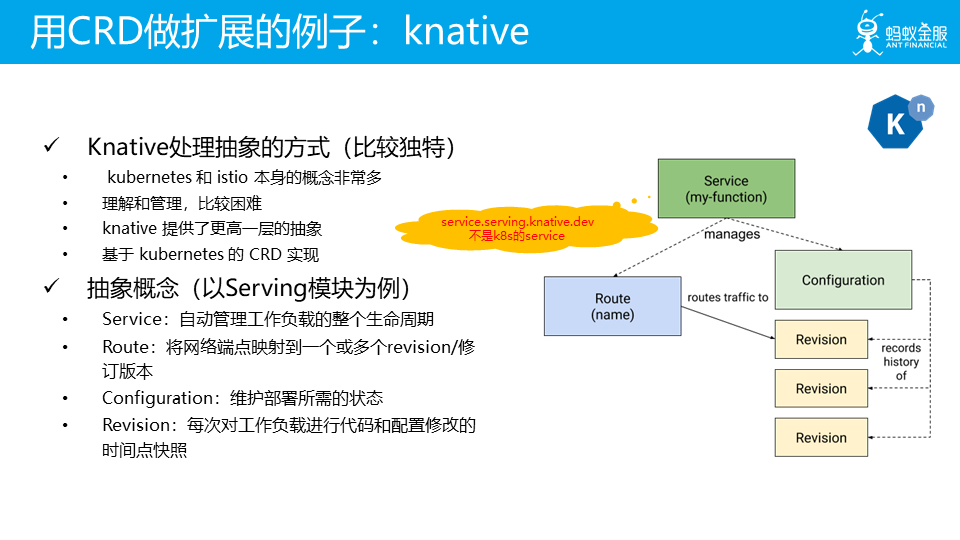 用CRD做扩展的例子：knative
蚂蚁金服
ANT FINANCIAL
K
n
✓ Knative处理抽象的方式（比较独特）
• kubernetes 和 istio 本身的概念非常多
• 理解和管理，比较困难
• knative 提供了更高一层的抽象
• 基于 kubernetes 的 CRD 实现
✓ 抽象概念（以Serving模块为例）
• Service：自动管理工作负载的整个生命周期
• Route：将网络端点映射到一个或多个revision/修
订版本
• Configuration：维护部署所需的状态
• Revision：每次对工作负载进行代码和配置修改的
时间点快照
service.serving.knative.dev
不是k8s的service
Service
(my-function)
manages
Configuration
Route
(name)
routes traffic to
Revision
Revision
Revision
records
history
of